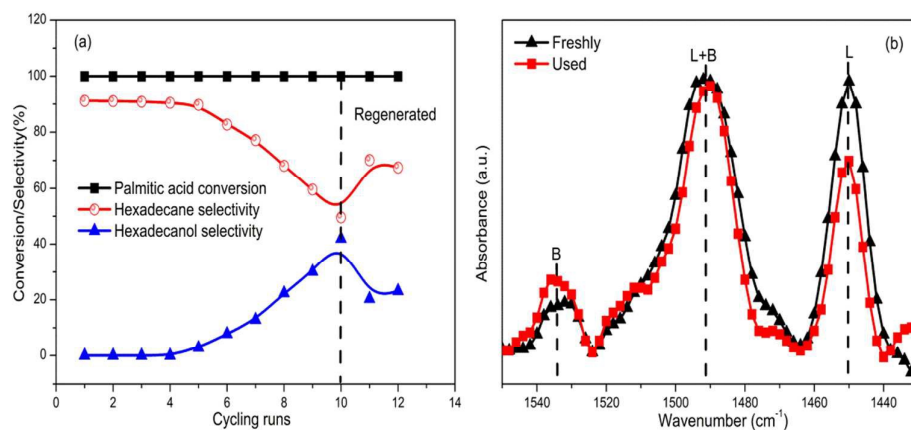 (a)
Regenerated
Palmitic acid conversion
Hexadecane selectivity
Hexadecanol selectivity
120
100
80
60
40
20
0
Conversion/Selectivity(%)
0 2 4 6 8 10 12 14
Cycling runs
Freshly
Used
L+B
L
(b)
B
Absorbance (a.u.)
1540 1520 1500 1480 1460 1440
Wavenumber (cm⁻¹)